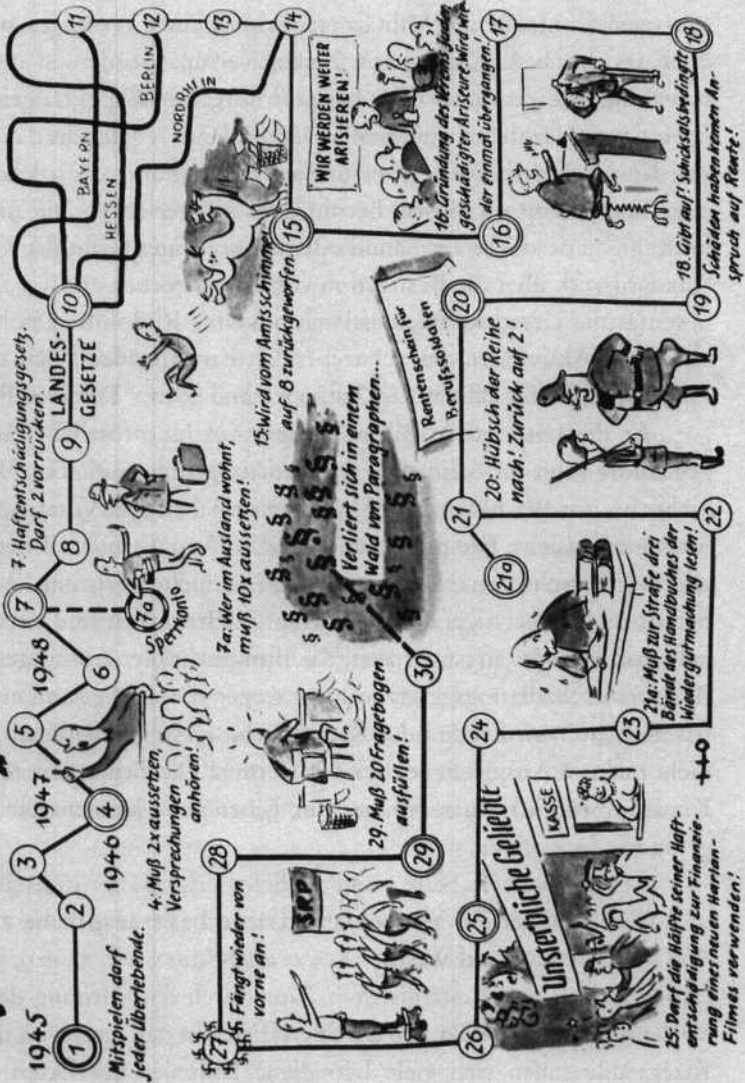 1945
1946
1947
1948
1
2
3
4
5
6
7
7a
8
9
10
11
12
13
14
Mitspielen darf
jeder Überlebende
4: Muß 2x aussetzen,
Versprechungen
anhören!
7: Haftentschädigungsgesetz,
Darf 2 vorrücken
Sperrkonto
7a: Wer im Ausland wohnt,
muß 10x aussetzen!
LANDES-
GESETZE
BAYERN
HESSEN
BERLIN
NORDRHEIN
15: Wird vom Amtsschimmel
auf 8 zurückgeworfen!
15
WIR WERDEN WEITER
ARISIEREN!
16: Gründung des Vereins
geschädigter Ariseure. Wird wie-
der einmal übergangen!
16
17
18
18: Gibt auf! Schicksalsbedingte
Schäden haben keinen An-
spruch auf Rente!
19
20
Rentenschalter für
Berufssoldaten
20: Hübsch der Reihe
nach! Zurück auf 2!
21
21a
22
21a: Muß zur Strafe drei
Bände des Handbuches der
Wiedergutmachung lesen!
23
24
25
Unsterbliche Geliebte
KASSE
25: Darf die Hälfte seiner Haft-
entschädigung zur Finanzie-
rung eines neuen Harlan-
Filmes verwenden!
26
27
Fang wieder von
vorne an!
SRP
28
29
29. Muß 10 Fragebogen
ausfüllen!
30
Verliert sich in einem
Wald von Paragraphen....
§ § § § § § § § § § § § § § § §